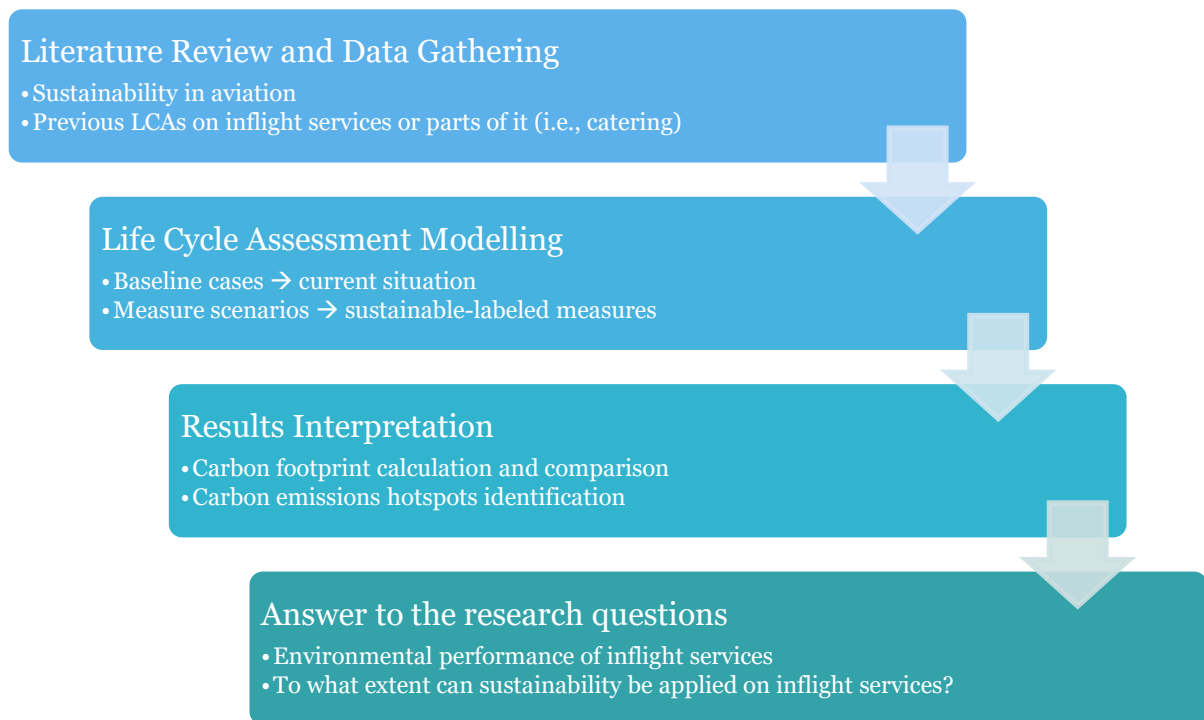 Literature Review and Data Gathering
•Sustainability in aviation
•Previous LCAs on inflight services or parts of it (i.e., catering)
Life Cycle Assessment Modelling
•Baseline cases → current situation
•Measure scenarios → sustainable-labeled measures
Results Interpretation
•Carbon footprint calculation and comparison
•Carbon emissions hotspots identification
Answer to the research questions
•Environmental performance of inflight services
•To what extent can sustainability be applied on inflight services?